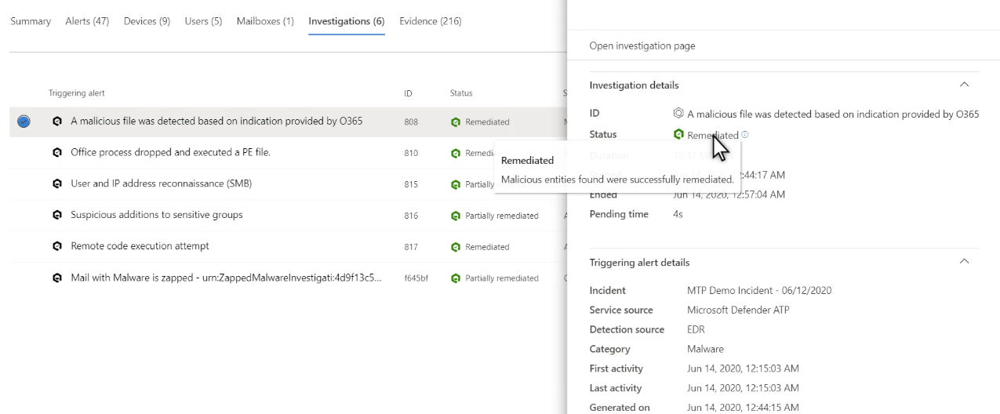 Summary Alerts (47) Devices (9) Users (5) Mailboxes (1) Investigations (6) Evidence (216)
Triggering alert ID Status
A malicious file was detected based on indication provided by O365 808 Remediated
Office process dropped and executed a PE file. 810
User and IP address reconnaissance (SMB) 815 Partially
Suspicious additions to sensitive groups 816 Partially remediated
Remote code execution attempt 817 Remediated
Mail with Malware is zapped - urn:ZappedMalwareInvestigati:4d9f13c5... f645bf Partially remediated
Open investigation page
Investigation details
ID A malicious file was detected based on indication provided by O365
Status Remediated
Remediated
Malicious entities found were successfully remediated.
Duration
:44:17 AM
Ended Jun 14, 2020, 12:57:04 AM
Pending time 4s
Triggering alert details
Incident MTP Demo Incident - 06/12/2020
Service source Microsoft Defender ATP
Detection source EDR
Category Malware
First activity Jun 14, 2020, 12:15:03 AM
Last activity Jun 14, 2020, 12:15:03 AM
Generated on Jun 14, 2020, 12:44:15 AM